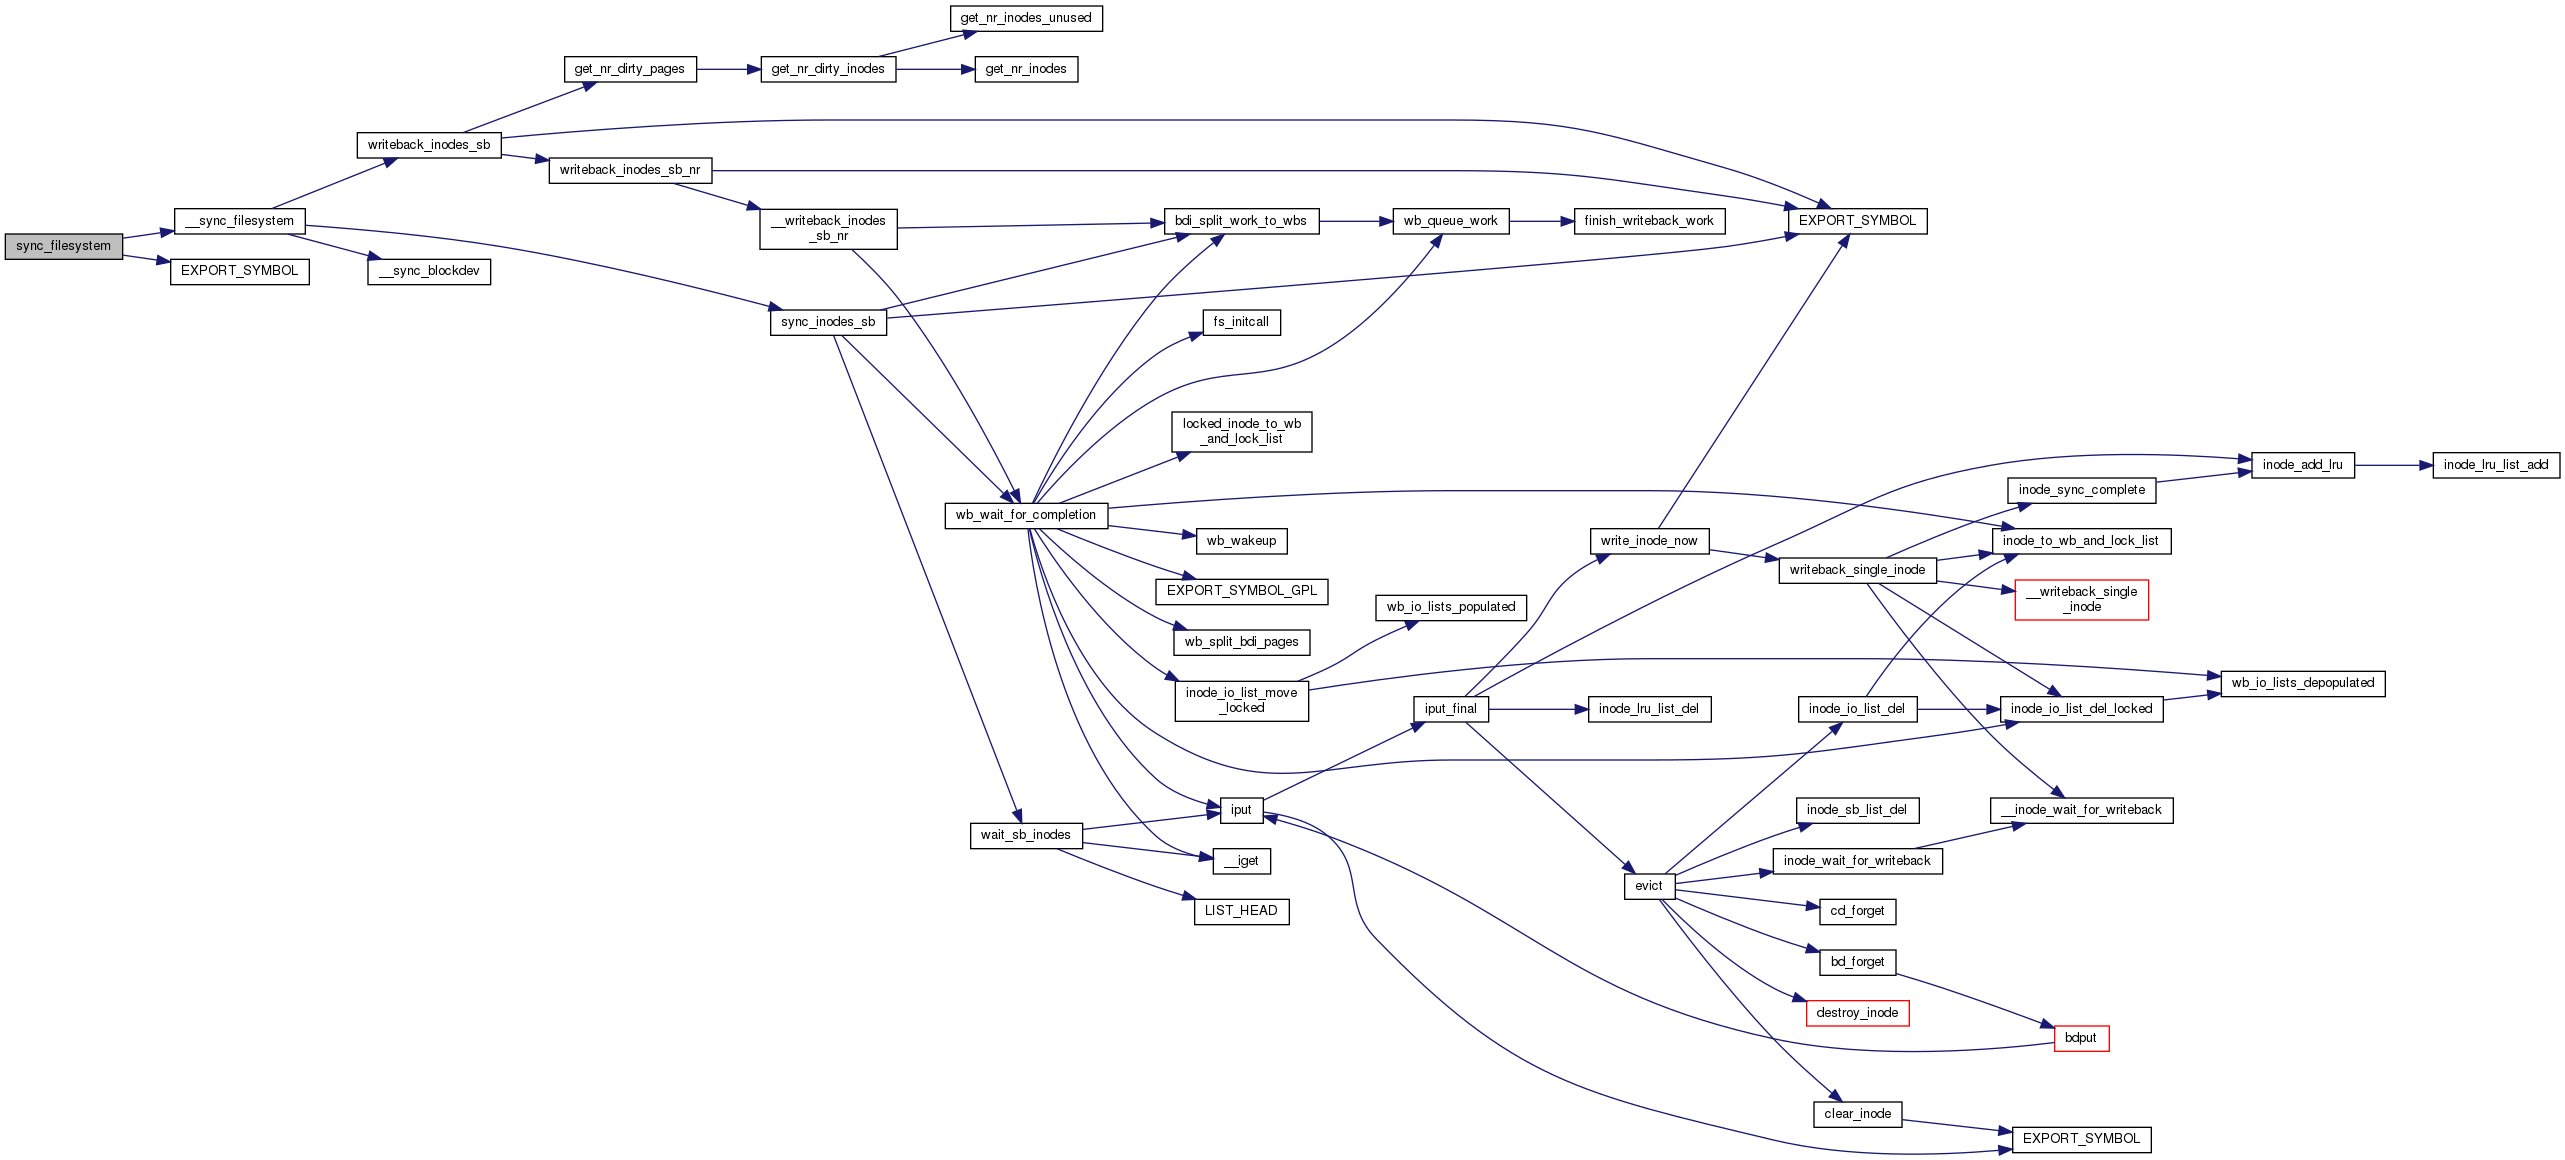 get_nr_inodes_unused
get_nr_dirty_pages
get_nr_dirty_inodes
get_nr_inodes
writeback_inodes_sb
writeback_inodes_sb_nr
sync_filesystem
__sync_filesystem
EXPORT_SYMBOL
__sync_blockdev
__writeback_inodes
_sb_nr
bdi_split_work_to_wbs
wb_queue_work
finish_writeback_work
EXPORT_SYMBOL
sync_inodes_sb
fs_initcall
locked_inode_to_wb
_and_lock_list
wb_wait_for_completion
wb_wakeup
EXPORT_SYMBOL_GPL
wb_split_bdi_pages
inode_io_list_move
_locked
wb_io_lists_populated
write_inode_now
writeback_single_inode
inode_sync_complete
inode_add_lru
inode_lru_list_add
inode_to_wb_and_lock_list
__writeback_single
_inode
wb_io_lists_depopulated
iput_final
inode_lru_list_del
inode_io_list_del
inode_io_list_del_locked
wait_sb_inodes
iput
__iget
LIST_HEAD
evict
inode_sb_list_del
inode_wait_for_writeback
__inode_wait_for_writeback
cd_forget
bd_forget
destroy_inode
bdput
clear_inode
EXPORT_SYMBOL